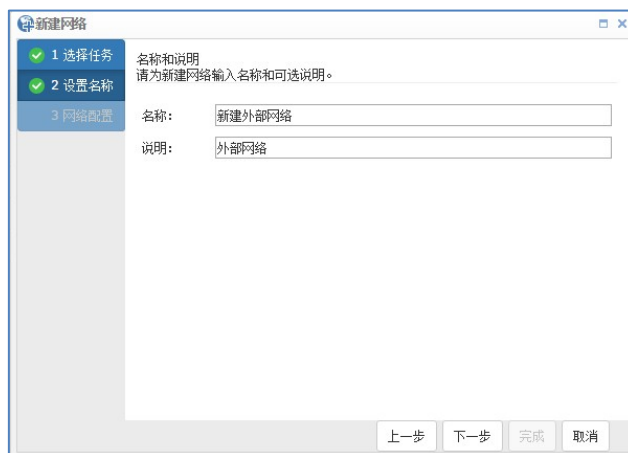 新建网络
1 选择任务
2 设置名称
3 网络配置
名称和说明
请为新建网络输入名称和可选说明。
名称: 新建外部网络
说明: 外部网络
上一步 下一步 完成 取消